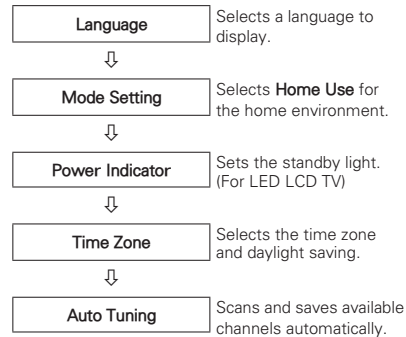 Language
Selects a language to
display.
Mode Setting
Selects Home Use for
the home environment.
Power Indicator
Sets the standby light.
(For LED LCD TV)
Time Zone
Selects the time zone
and daylight saving.
Auto Tuning
Scans and saves available
channels automatically.